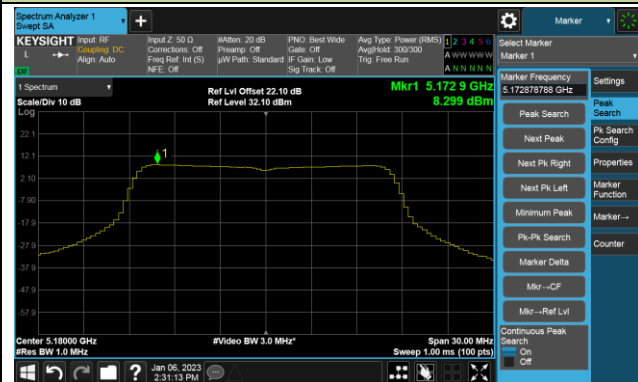 Spectrum Analyzer 1
Swept SA
KEYSIGHT
L
Input: RF
Coupling: DC
Align: Auto
Input Z: 50 Ω
Corrections: Off
Freq Ref: Int (S)
NFE: Off
#Atten: 20 dB
Preamp: Off
µW Path: Standard
PNO: Best Wide
Gate: Off
IF Gain: Low
Sig Track: Off
Avg Type: Power (RMS)
Avg|Hold: 300/300
Trig: Free Run
1 2 3 4 5 6
A W W W W W
A N N N N N
1 Spectrum
Scale/Div 10 dB
Log
Ref Lvl Offset 22.10 dB
Ref Level 32.10 dBm
Mkr1 5.172 9 GHz
8.299 dBm
22.1
12.1
2.10
-7.90
-17.9
-27.9
-37.9
-47.9
-57.9
1
Center 5.18000 GHz
#Res BW 1.0 MHz
#Video BW 3.0 MHz*
Span 30.00 MHz
Sweep 1.00 ms (100 pts)
Jan 06, 2023
2:31:13 PM
Marker
Select Marker
Marker 1
Marker Frequency
5.172878788 GHz
Peak Search
Next Peak
Next Pk Right
Next Pk Left
Minimum Peak
Pk-Pk Search
Marker Delta
Mkr→CF
Mkr→Ref Lvl
Continuous Peak
Search
On
Off
Settings
Peak
Search
Pk Search
Config
Properties
Marker
Function
Marker→
Counter